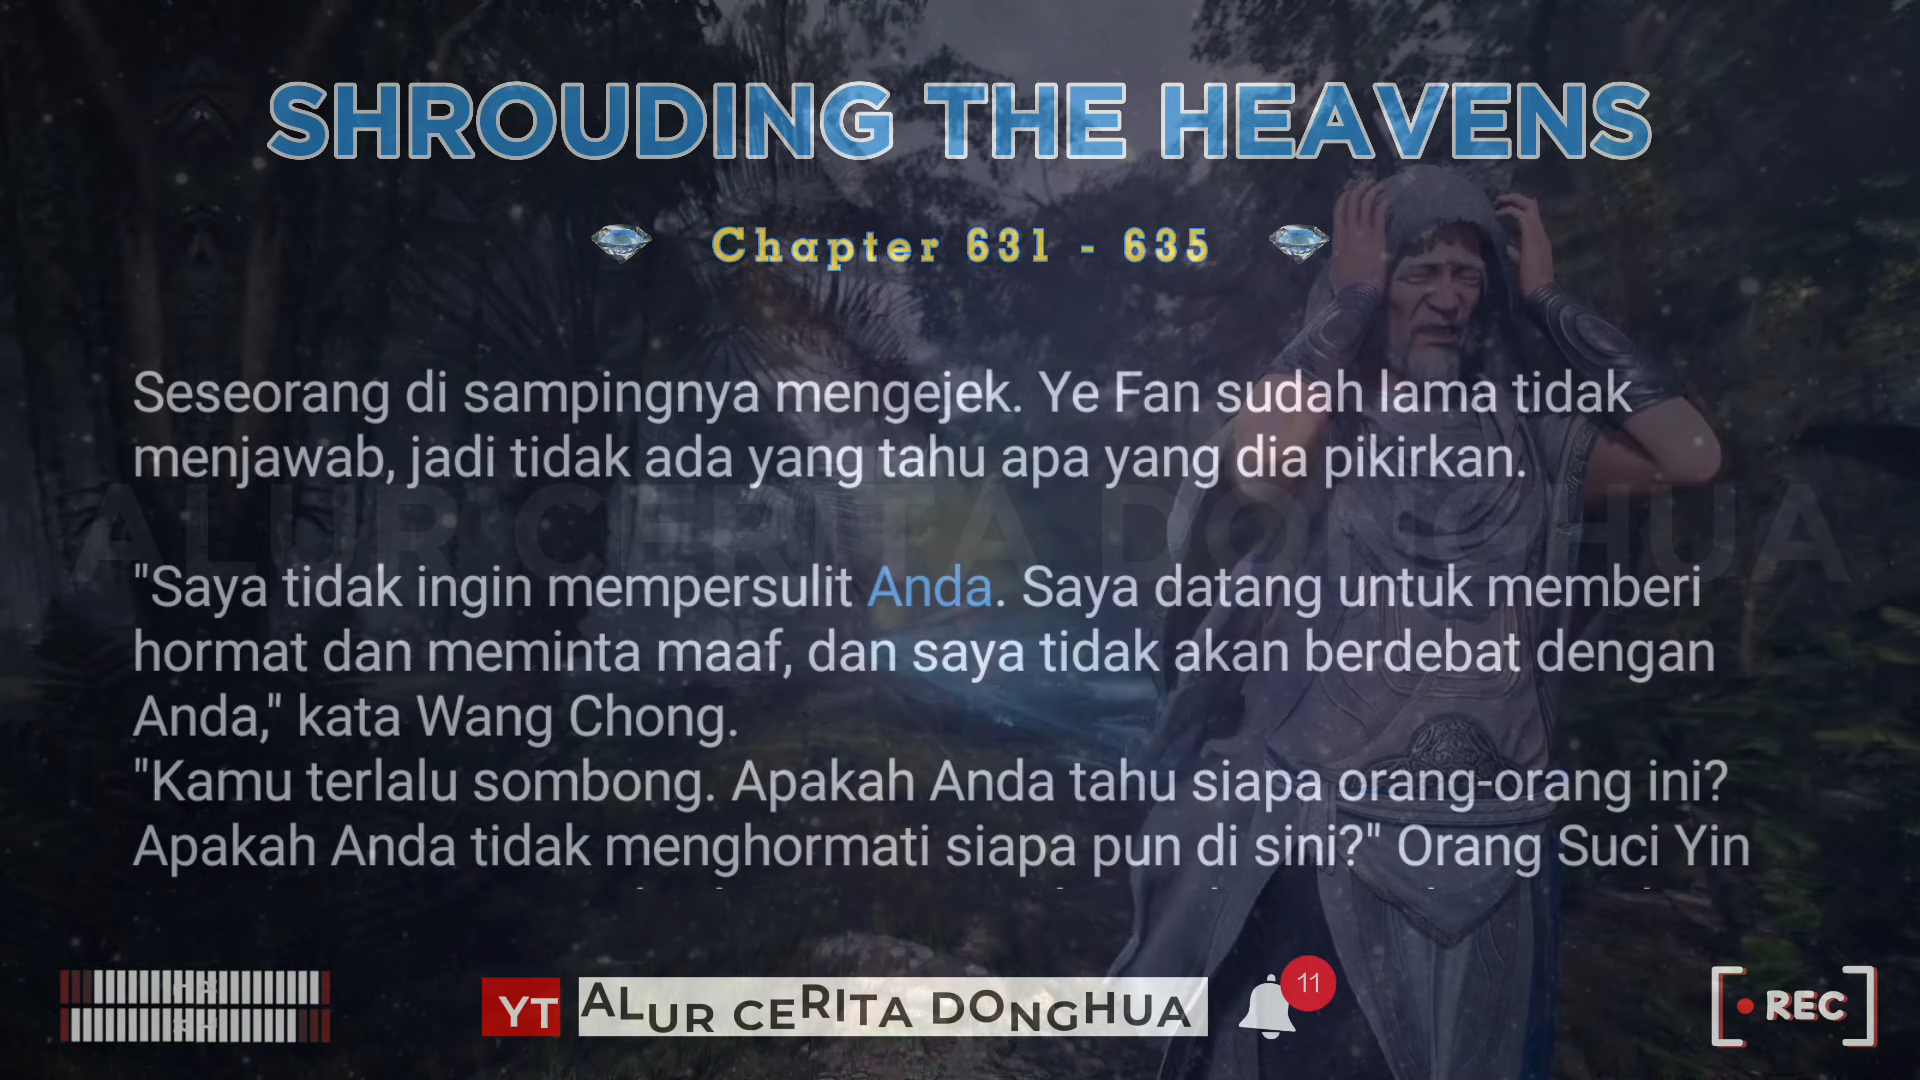 SHROUDING THE HEAVENS
Chapter 631 - 635
Seseorang di sampingnya mengejek. Ye Fan sudah lama tidak
menjawab, jadi tidak ada yang tahu apa yang dia pikirkan.
ALUR CERITA DONGHUA
"Saya tidak ingin mempersulit Anda. Saya datang untuk memberi
hormat dan meminta maaf, dan saya tidak akan berdebat dengan
Anda," kata Wang Chong.
"Kamu terlalu sombong. Apakah Anda tahu siapa orang-orang ini?
Apakah Anda tidak menghormati siapa pun di sini?" Orang Suci Yin
YT ALUR CERITA DONGHUA
11
REC